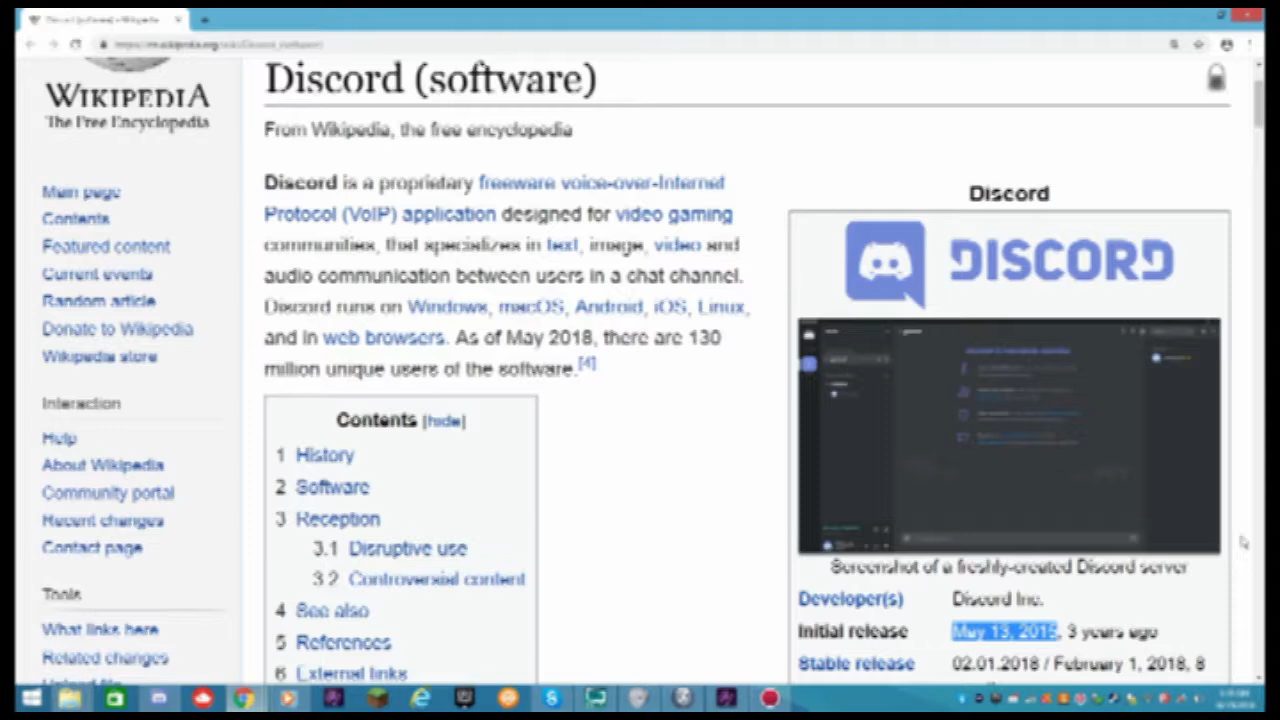 Discord (software) - Wikipedia
WIKIPEDIA
The Free Encyclopedia
Main page
Contents
Featured content
Current events
Random article
Donate to Wikipedia
Wikipedia store
Interaction
Help
About Wikipedia
Community portal
Recent changes
Contact page
Tools
What links here
Related changes
Discord (software)
From Wikipedia, the free encyclopedia
Discord is a proprietary freeware voice-over-Internet
Protocol (VoIP) application designed for video gaming
communities, that specializes in text, image, video and
audio communication between users in a chat channel.
Discord runs on Windows, macOS, Android, iOS, Linux,
and in web browsers. As of May 2018, there are 130
million unique users of the software.[4]
Contents [hide]
1 History
2 Software
3 Reception
3.1 Disruptive use
3.2 Controversial content
4 See also
5 References
6 External links
Discord
DISCORD
Screenshot of a freshly-created Discord server
Developer(s) Discord Inc.
Initial release May 13, 2015, 3 years ago
Stable release 02.01.2018 / February 1, 2018, 8